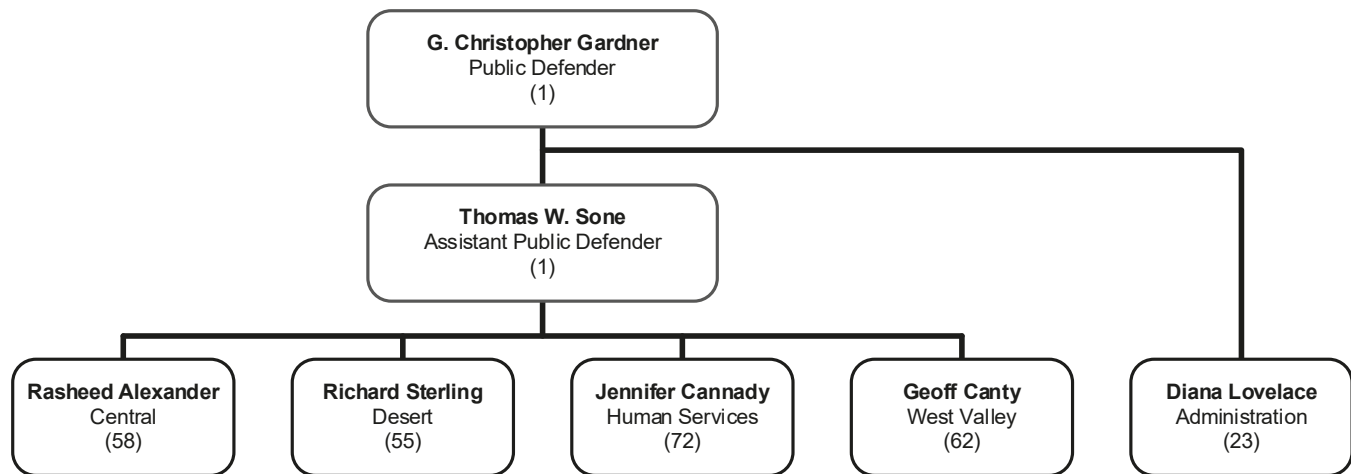 G. Christopher Gardner
Public Defender
(1)
Thomas W. Sone
Assistant Public Defender
(1)
Rasheed Alexander
Central
(58)
Richard Sterling
Desert
(55)
Jennifer Cannady
Human Services
(72)
Geoff Canty
West Valley
(62)
Diana Lovelace
Administration
(23)